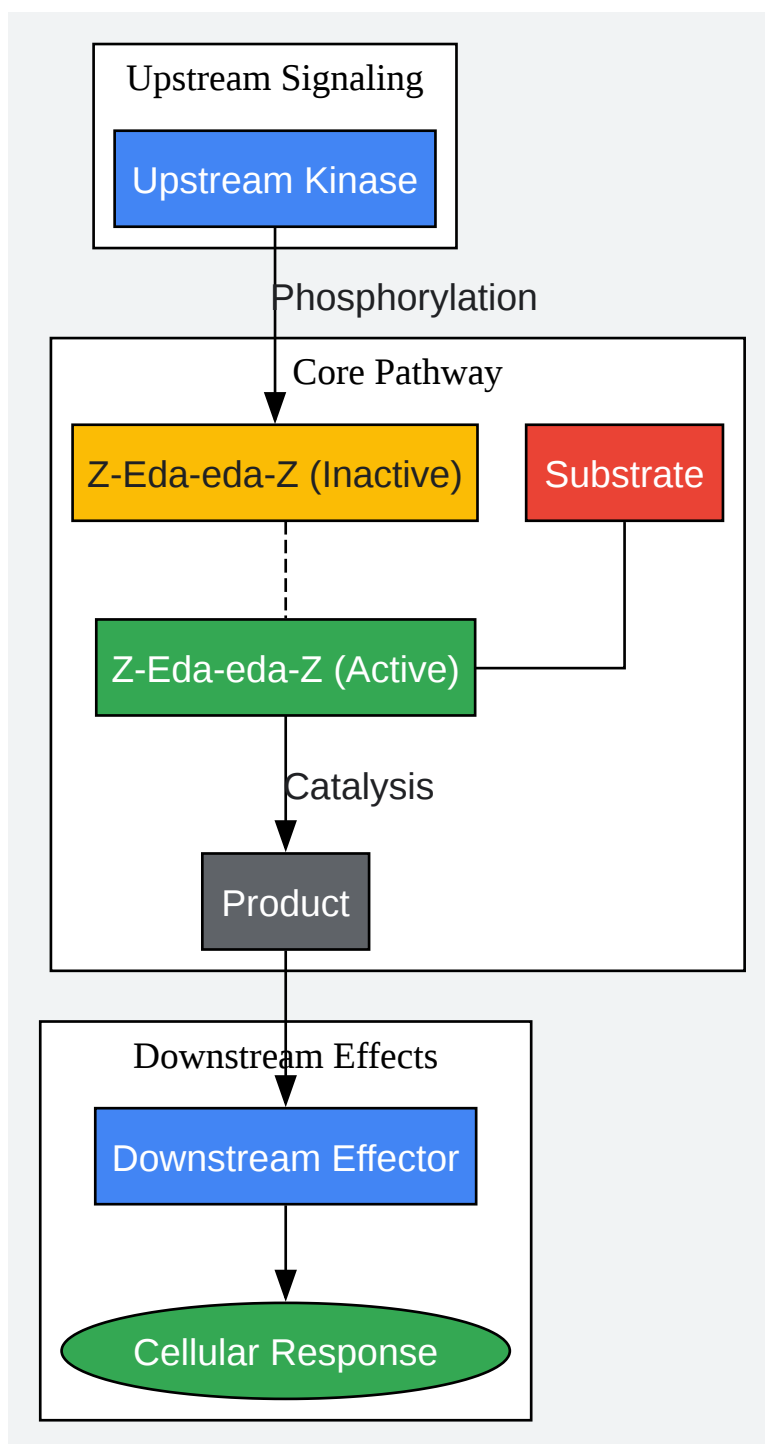 Upstream Signaling
Upstream Kinase
Phosphorylation
Core Pathway
Z-Eda-eda-Z (Inactive)
Substrate
Z-Eda-eda-Z (Active)
Catalysis
Product
Downstream Effects
Downstream Effector
Cellular Response